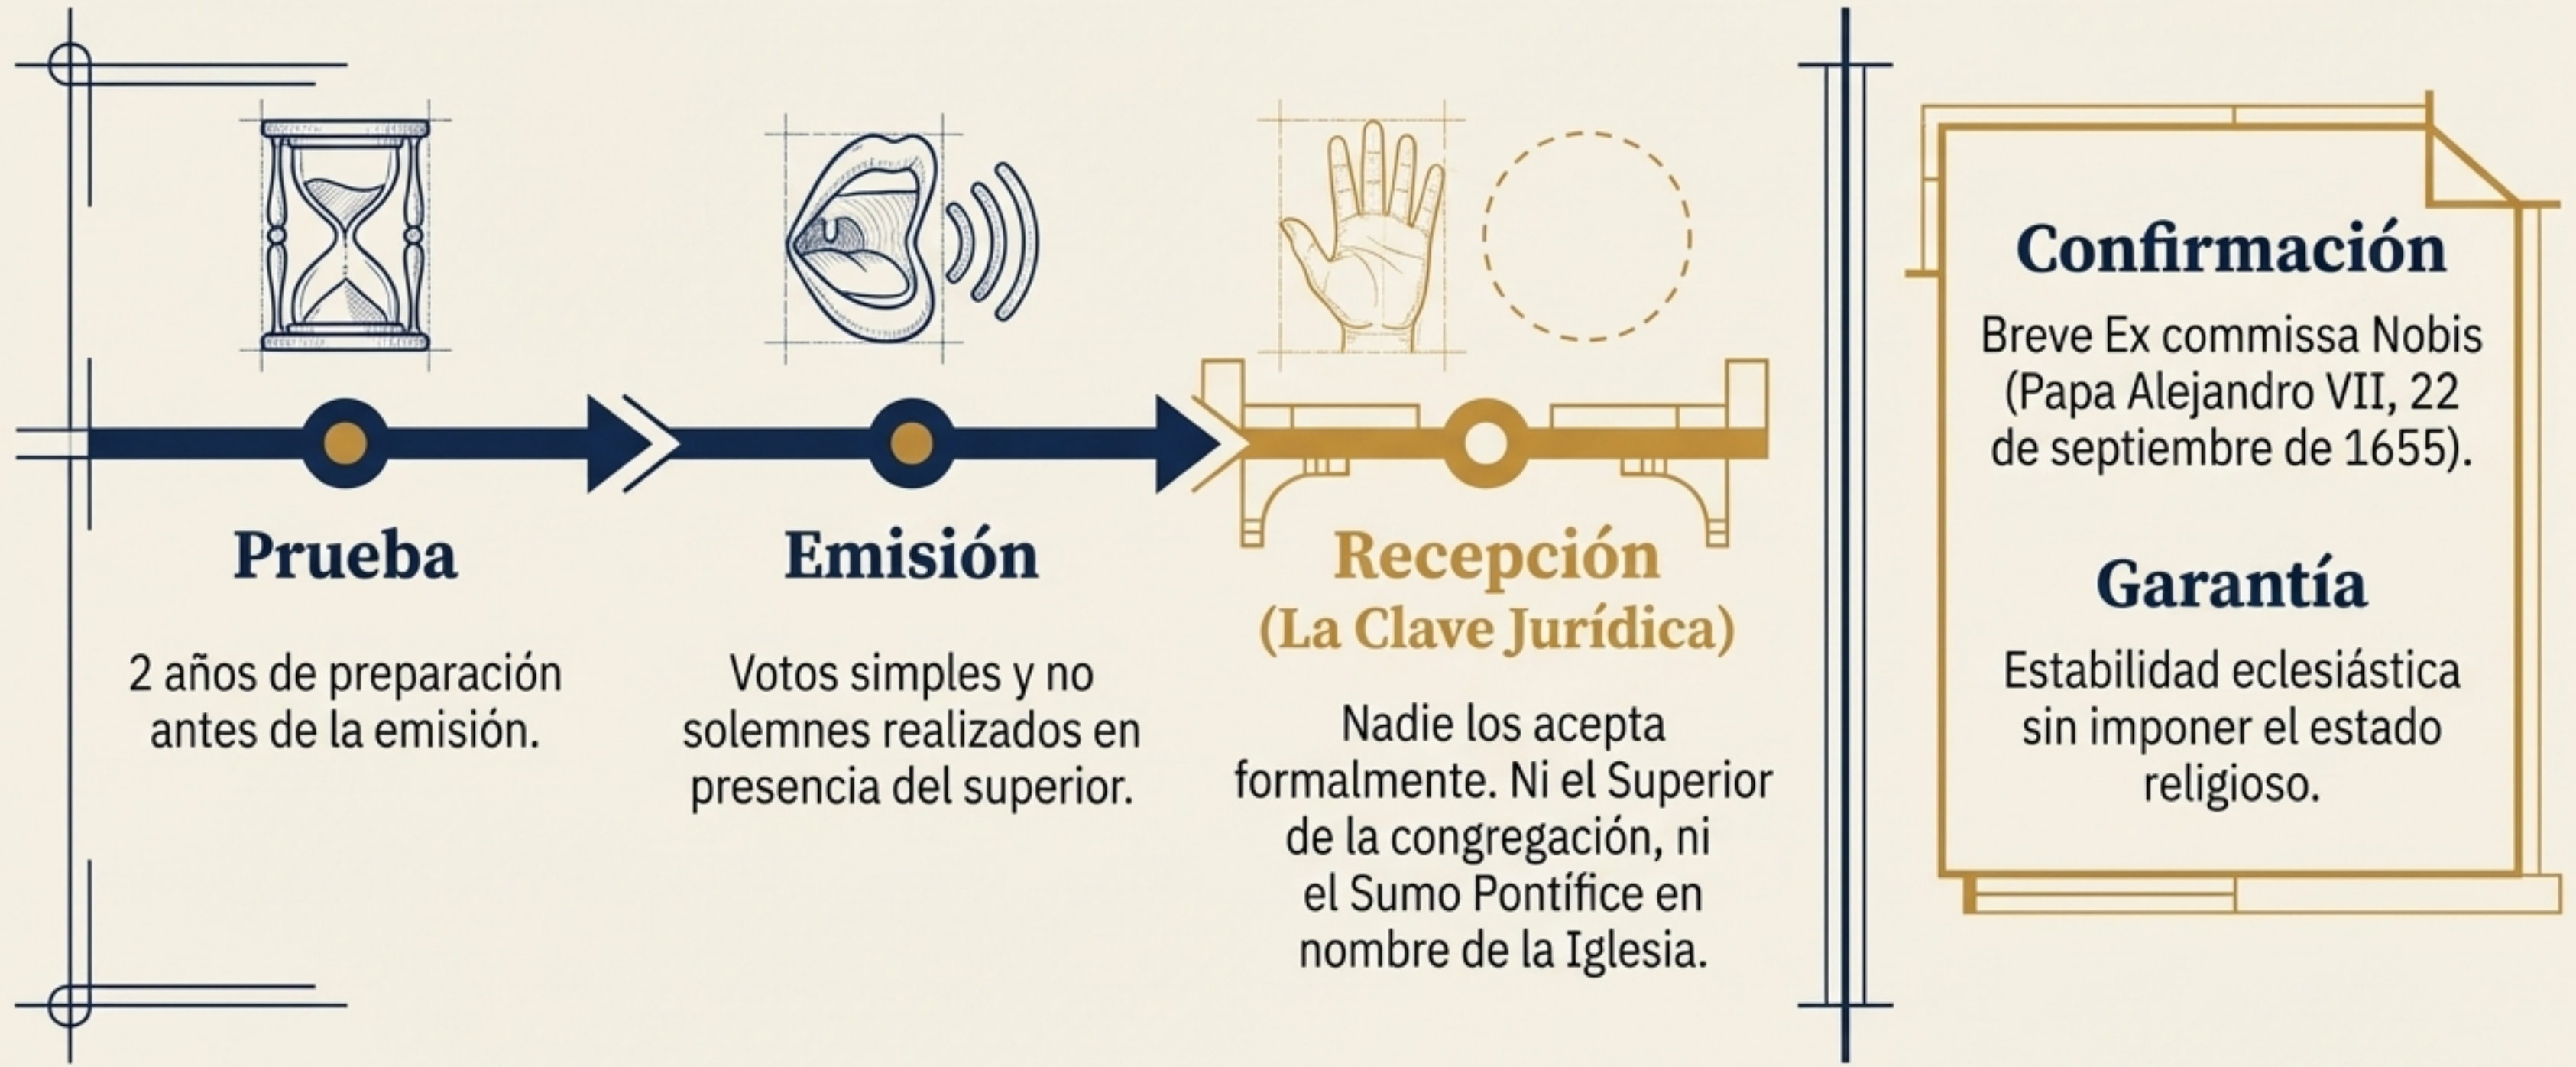 Prueba
2 años de preparación
antes de la emisión.
Emisión
Votos simples y no
solemnes realizados en
presencia del superior.
Recepción
(La Clave Jurídica)
Nadie los acepta
formalmente. Ni el Superior
de la congregación, ni
el Sumo Pontífice en
nombre de la Iglesia.
Confirmación
Breve Ex commissa Nobis
(Papa Alejandro VII, 22
de septiembre de 1655).
Garantía
Estabilidad eclesiástica
sin imponer el estado
religioso.